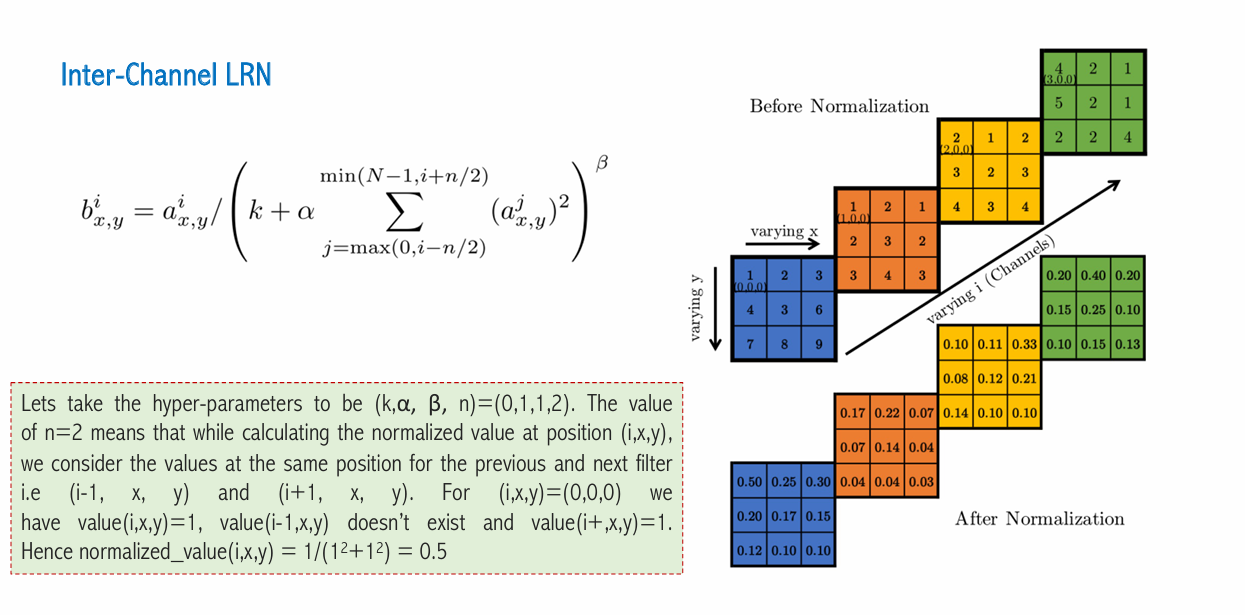 Inter-Channel LRN
b^i_{x,y} = a^i_{x,y} / ( k + α ∑_{j=max(0,i−n/2)}^{min(N−1,i+n/2)} (a^j_{x,y})^2 )^β
Lets take the hyper-parameters to be (k,α, β, n)=(0,1,1,2). The value
of n=2 means that while calculating the normalized value at position (i,x,y),
we consider the values at the same position for the previous and next filter
i.e (i-1, x, y) and (i+1, x, y). For (i,x,y)=(0,0,0) we
have value(i,x,y)=1, value(i-1,x,y) doesn't exist and value(i+,x,y)=1.
Hence normalized_value(i,x,y) = 1/(1²+1²) = 0.5
Before Normalization
varying x
varying y
varying i (Channels)
1 2 3
(0,0,0)
4 3 6
7 8 9
1 2 1
(1,0,0)
2 3 2
3 4 3
2 1 2
(2,0,0)
3 2 3
4 3 4
4 2 1
(3,0,0)
5 2 1
2 2 4
0.50 0.25 0.30
0.20 0.17 0.15
0.12 0.10 0.10
0.17 0.22 0.07
0.07 0.14 0.04
0.04 0.04 0.03
0.10 0.11 0.33
0.08 0.12 0.21
0.14 0.10 0.10
0.20 0.40 0.20
0.15 0.25 0.10
0.10 0.15 0.13
After Normalization